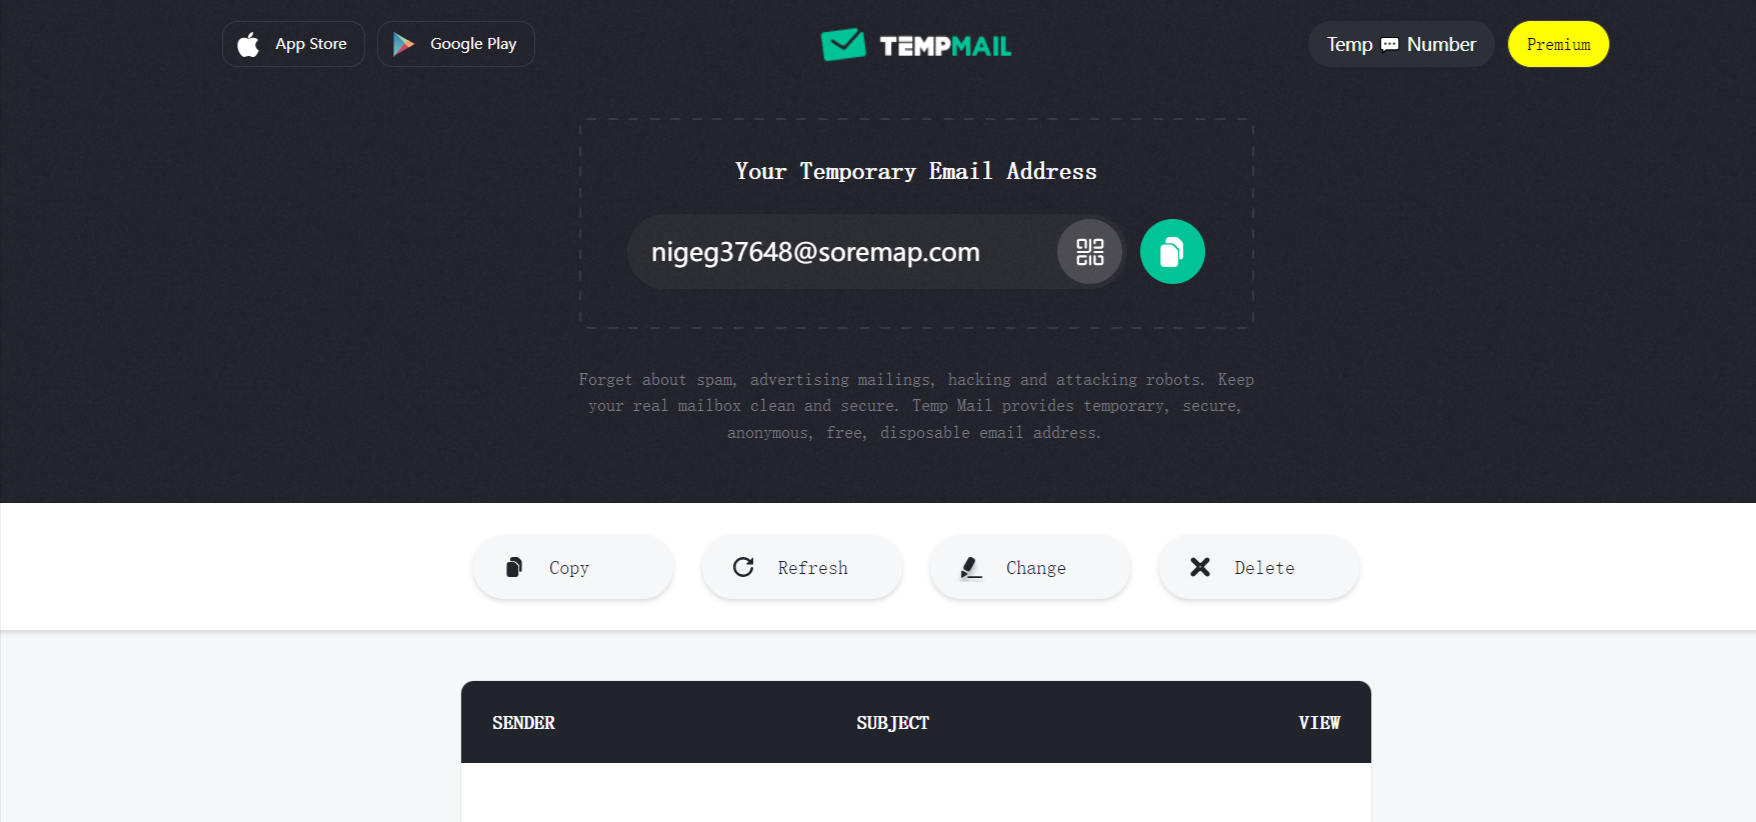 App Store
Google Play
TEMPMAIL
Temp Number
Premium
Your Temporary Email Address
nigeg37648@soremap.com
Forget about spam, advertising mailings, hacking and attacking robots. Keep
your real mailbox clean and secure. Temp Mail provides temporary, secure,
anonymous, free, disposable email address.
Copy
Refresh
Change
Delete
SENDER
SUBJECT
VIEW